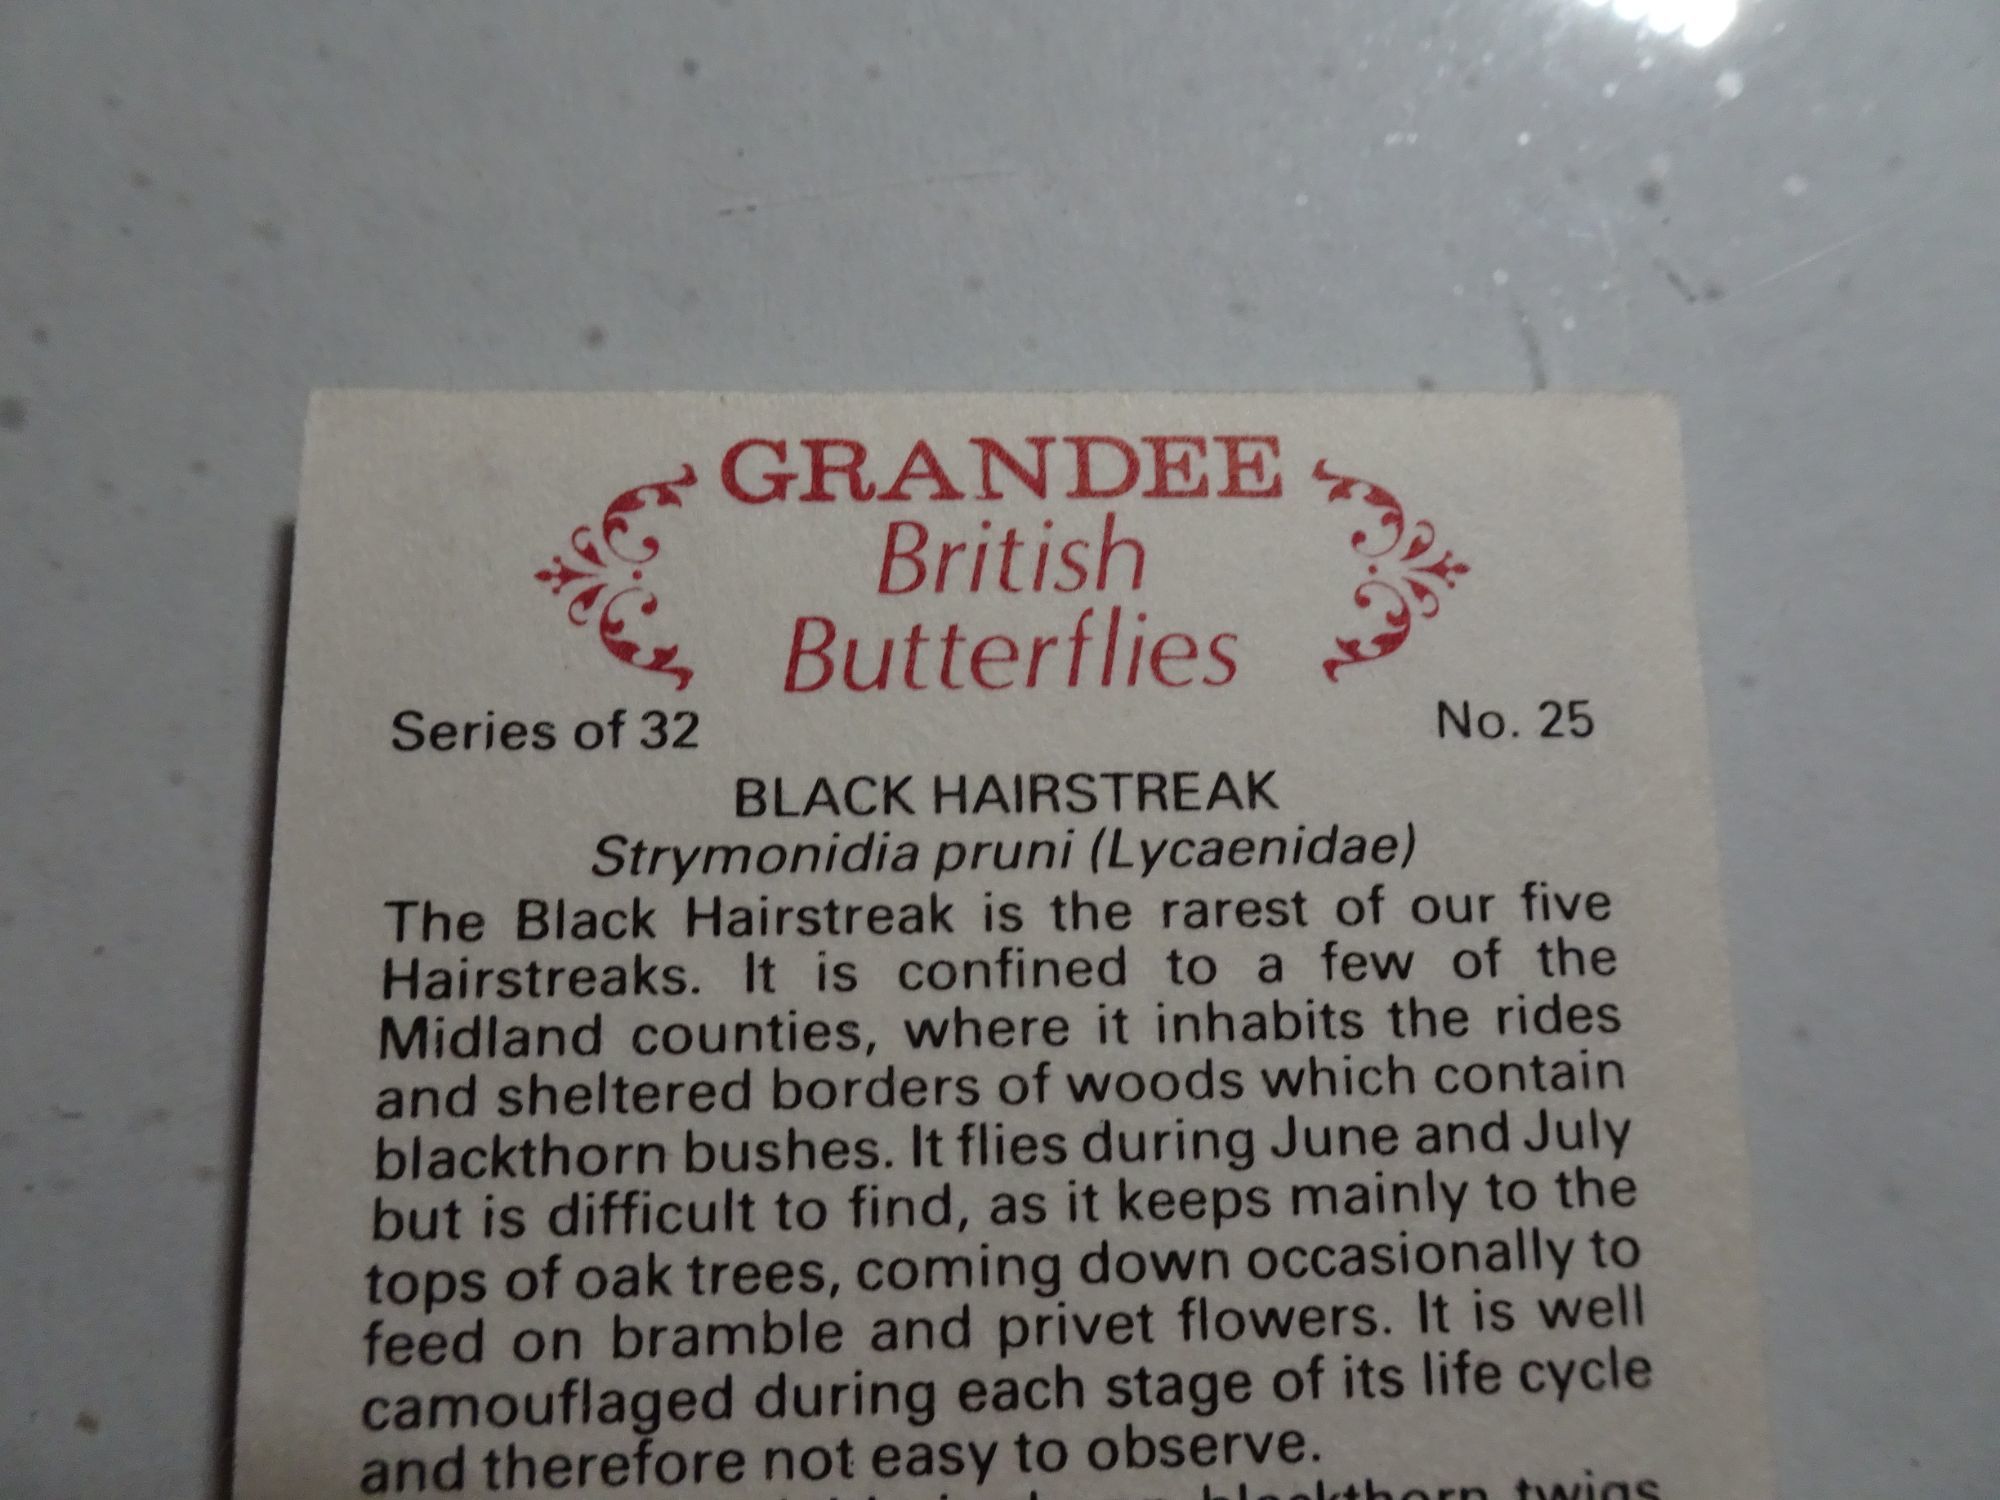 GRANDEE
British
Butterflies
Series of 32
No. 25
BLACK HAIRSTREAK
Strymonidia pruni (Lycaenidae)
The Black Hairstreak is the rarest of our five
Hairstreaks. It is confined to a few of the
Midland counties, where it inhabits the rides
and sheltered borders of woods which contain
blackthorn bushes. It flies during June and July
but is difficult to find, as it keeps mainly to the
tops of oak trees, coming down occasionally to
feed on bramble and privet flowers. It is well
camouflaged during each stage of its life cycle
and therefore not easy to observe.
blackthorn twigs